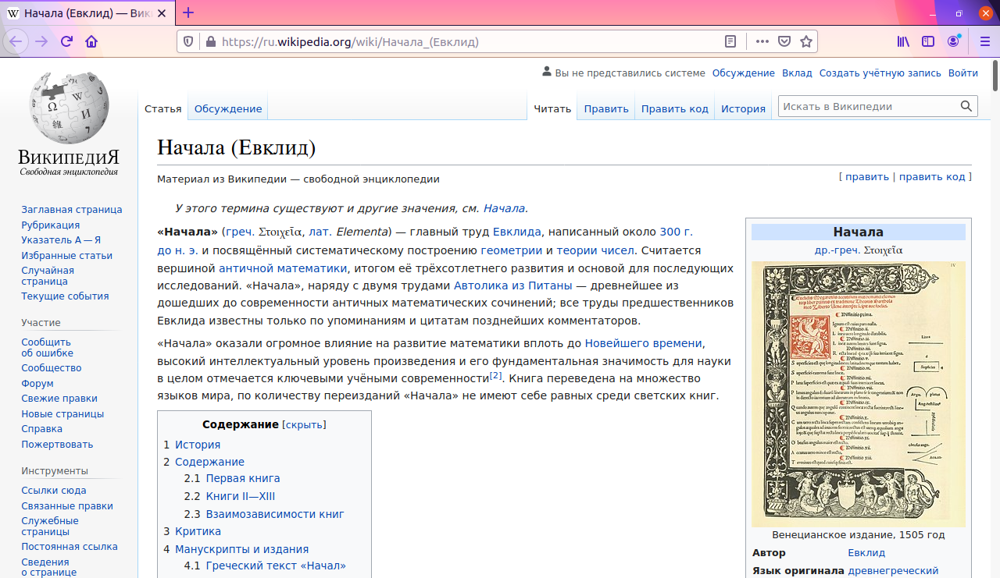 Начала (Евклид) — Вик
https://ru.wikipedia.org/wiki/Начала_(Евклид)
Вы не представились системе Обсуждение Вклад Создать учётную запись Войти
Статья Обсуждение Читать Править Править код История Искать в Википедии
ВИКИПЕДИЯ
Свободная энциклопедия
Заглавная страница
Рубрикация
Указатель А — Я
Избранные статьи
Случайная
страница
Текущие события
Участие
Сообщить
об ошибке
Сообщество
Форум
Свежие правки
Новые страницы
Справка
Пожертвовать
Инструменты
Ссылки сюда
Связанные правки
Служебные
страницы
Постоянная ссылка
Сведения
о странице
Начала (Евклид)
Материал из Википедии — свободной энциклопедии
[ править | править код ]
У этого термина существуют и другие значения, см. Начала.
«Начала» (греч. Στοιχεῖα, лат. Elementa) — главный труд Евклида, написанный около 300 г.
до н. э. и посвящённый систематическому построению геометрии и теории чисел. Считается
вершиной античной математики, итогом её трёхсотлетнего развития и основой для последующих
исследований. «Начала», наряду с двумя трудами Автолика из Питаны — древнейшее из
дошедших до современности античных математических сочинений; все труды предшественников
Евклида известны только по упоминаниям и цитатам позднейших комментаторов.
«Начала» оказали огромное влияние на развитие математики вплоть до Новейшего времени,
высокий интеллектуальный уровень произведения и его фундаментальная значимость для науки
в целом отмечается ключевыми учёными современности[2]. Книга переведена на множество
языков мира, по количеству переизданий «Начала» не имеют себе равных среди светских книг.
Содержание [скрыть]
1 История
2 Содержание
2.1 Первая книга
2.2 Книги II—XIII
2.3 Взаимозависимости книг
3 Критика
4 Манускрипты и издания
4.1 Греческий текст «Начал»
Начала
др.-греч. Στοιχεῖα
Венецианское издание, 1505 год
Автор Евклид
Язык оригинала древнегреческий